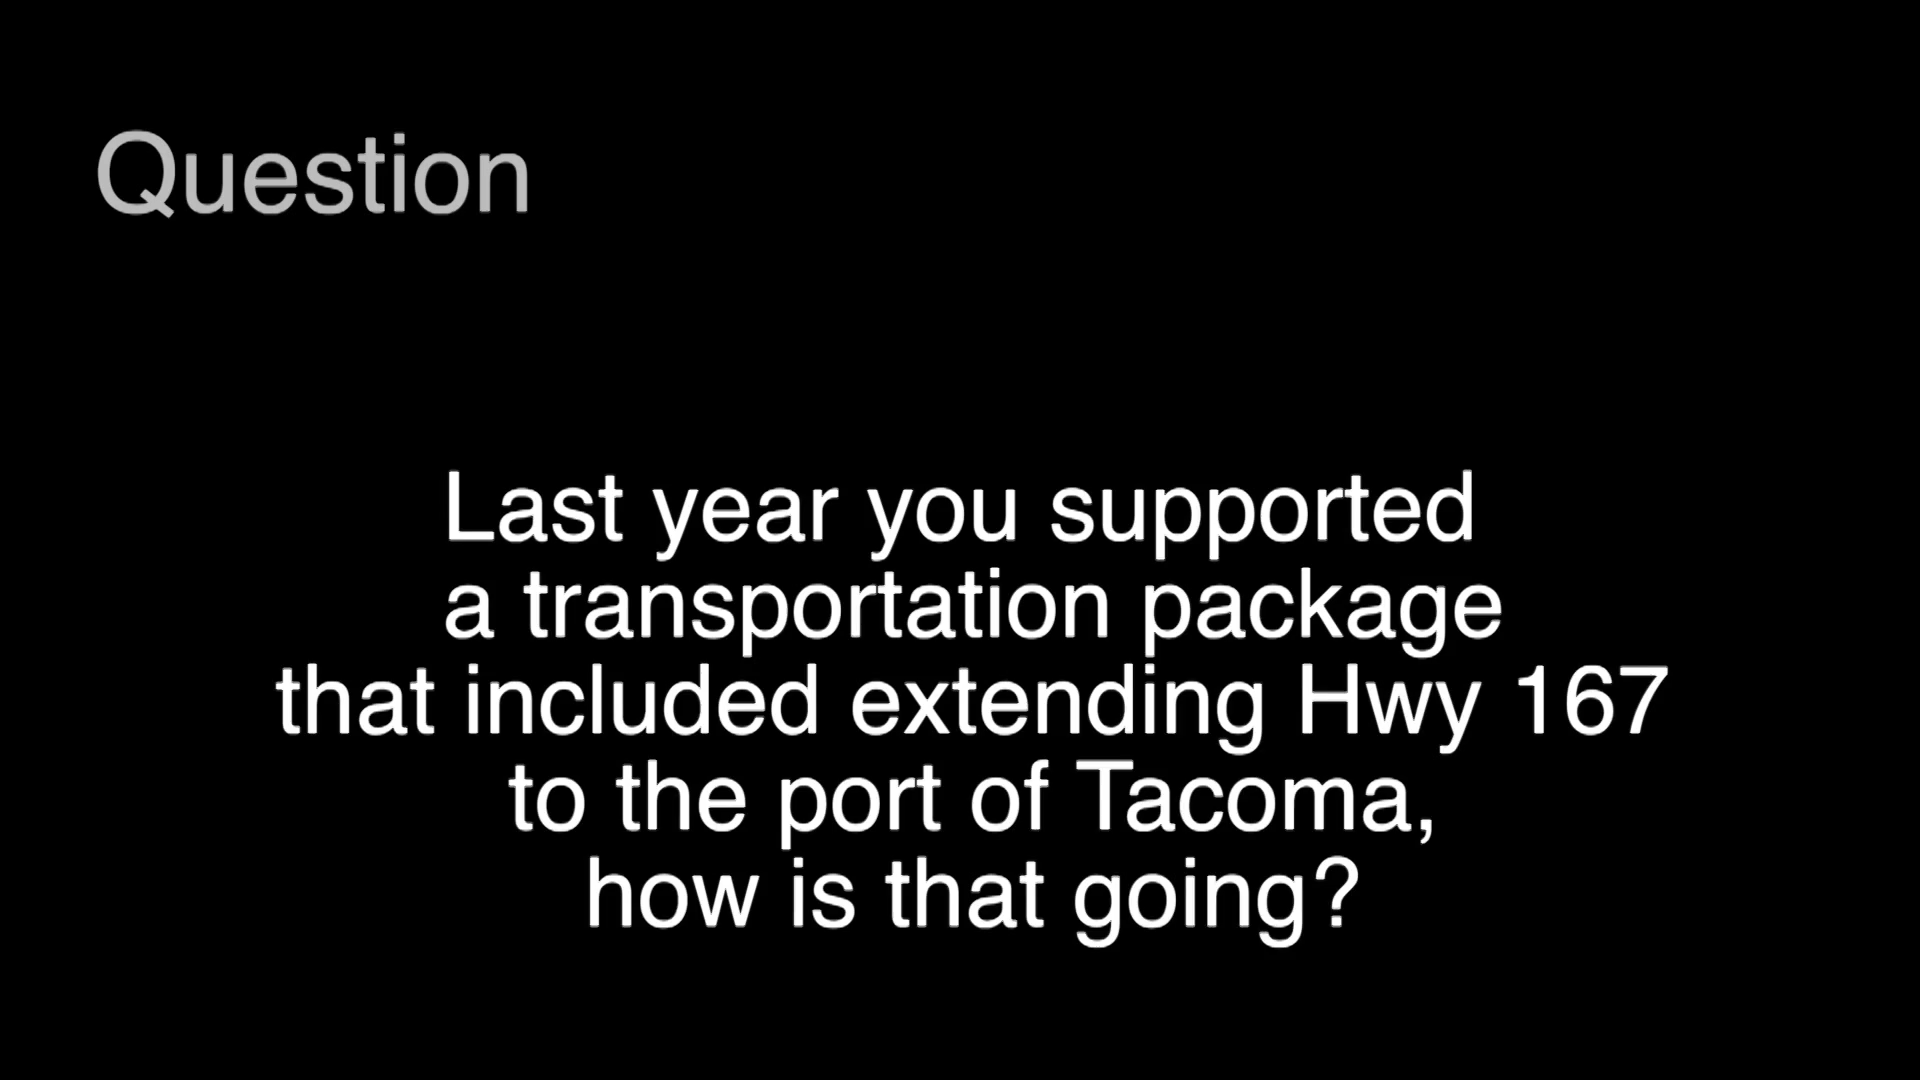 Question
Last year you supported
a transportation package
that included extending Hwy 167
to the port of Tacoma,
how is that going?